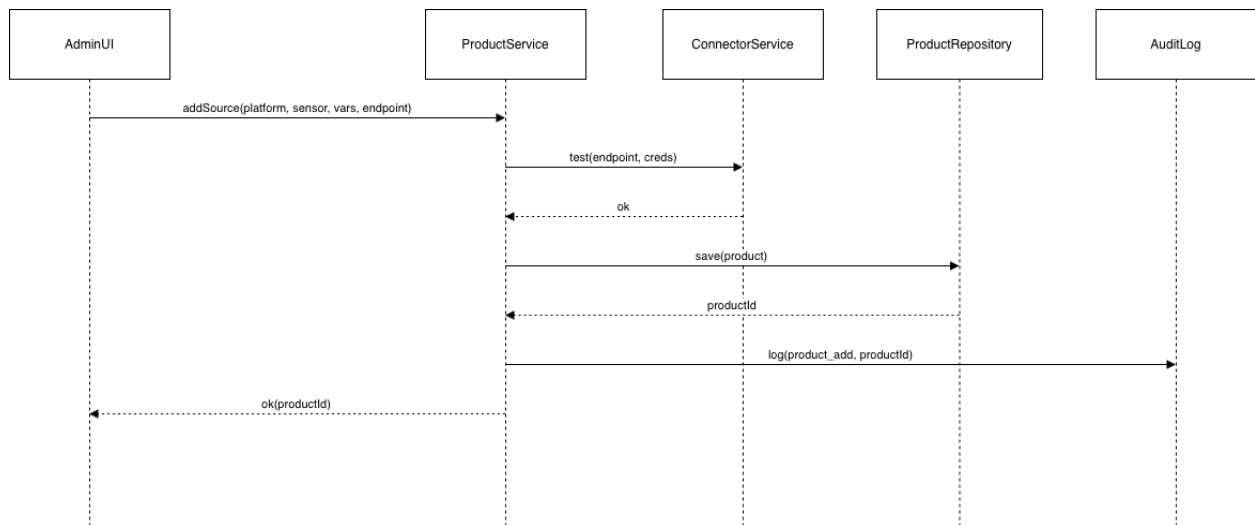 AdminUI
ProductService
ConnectorService
ProductRepository
AuditLog
addSource(platform, sensor, vars, endpoint)
test(endpoint, creds)
ok
save(product)
productId
log(product_add, productId)
ok(productId)